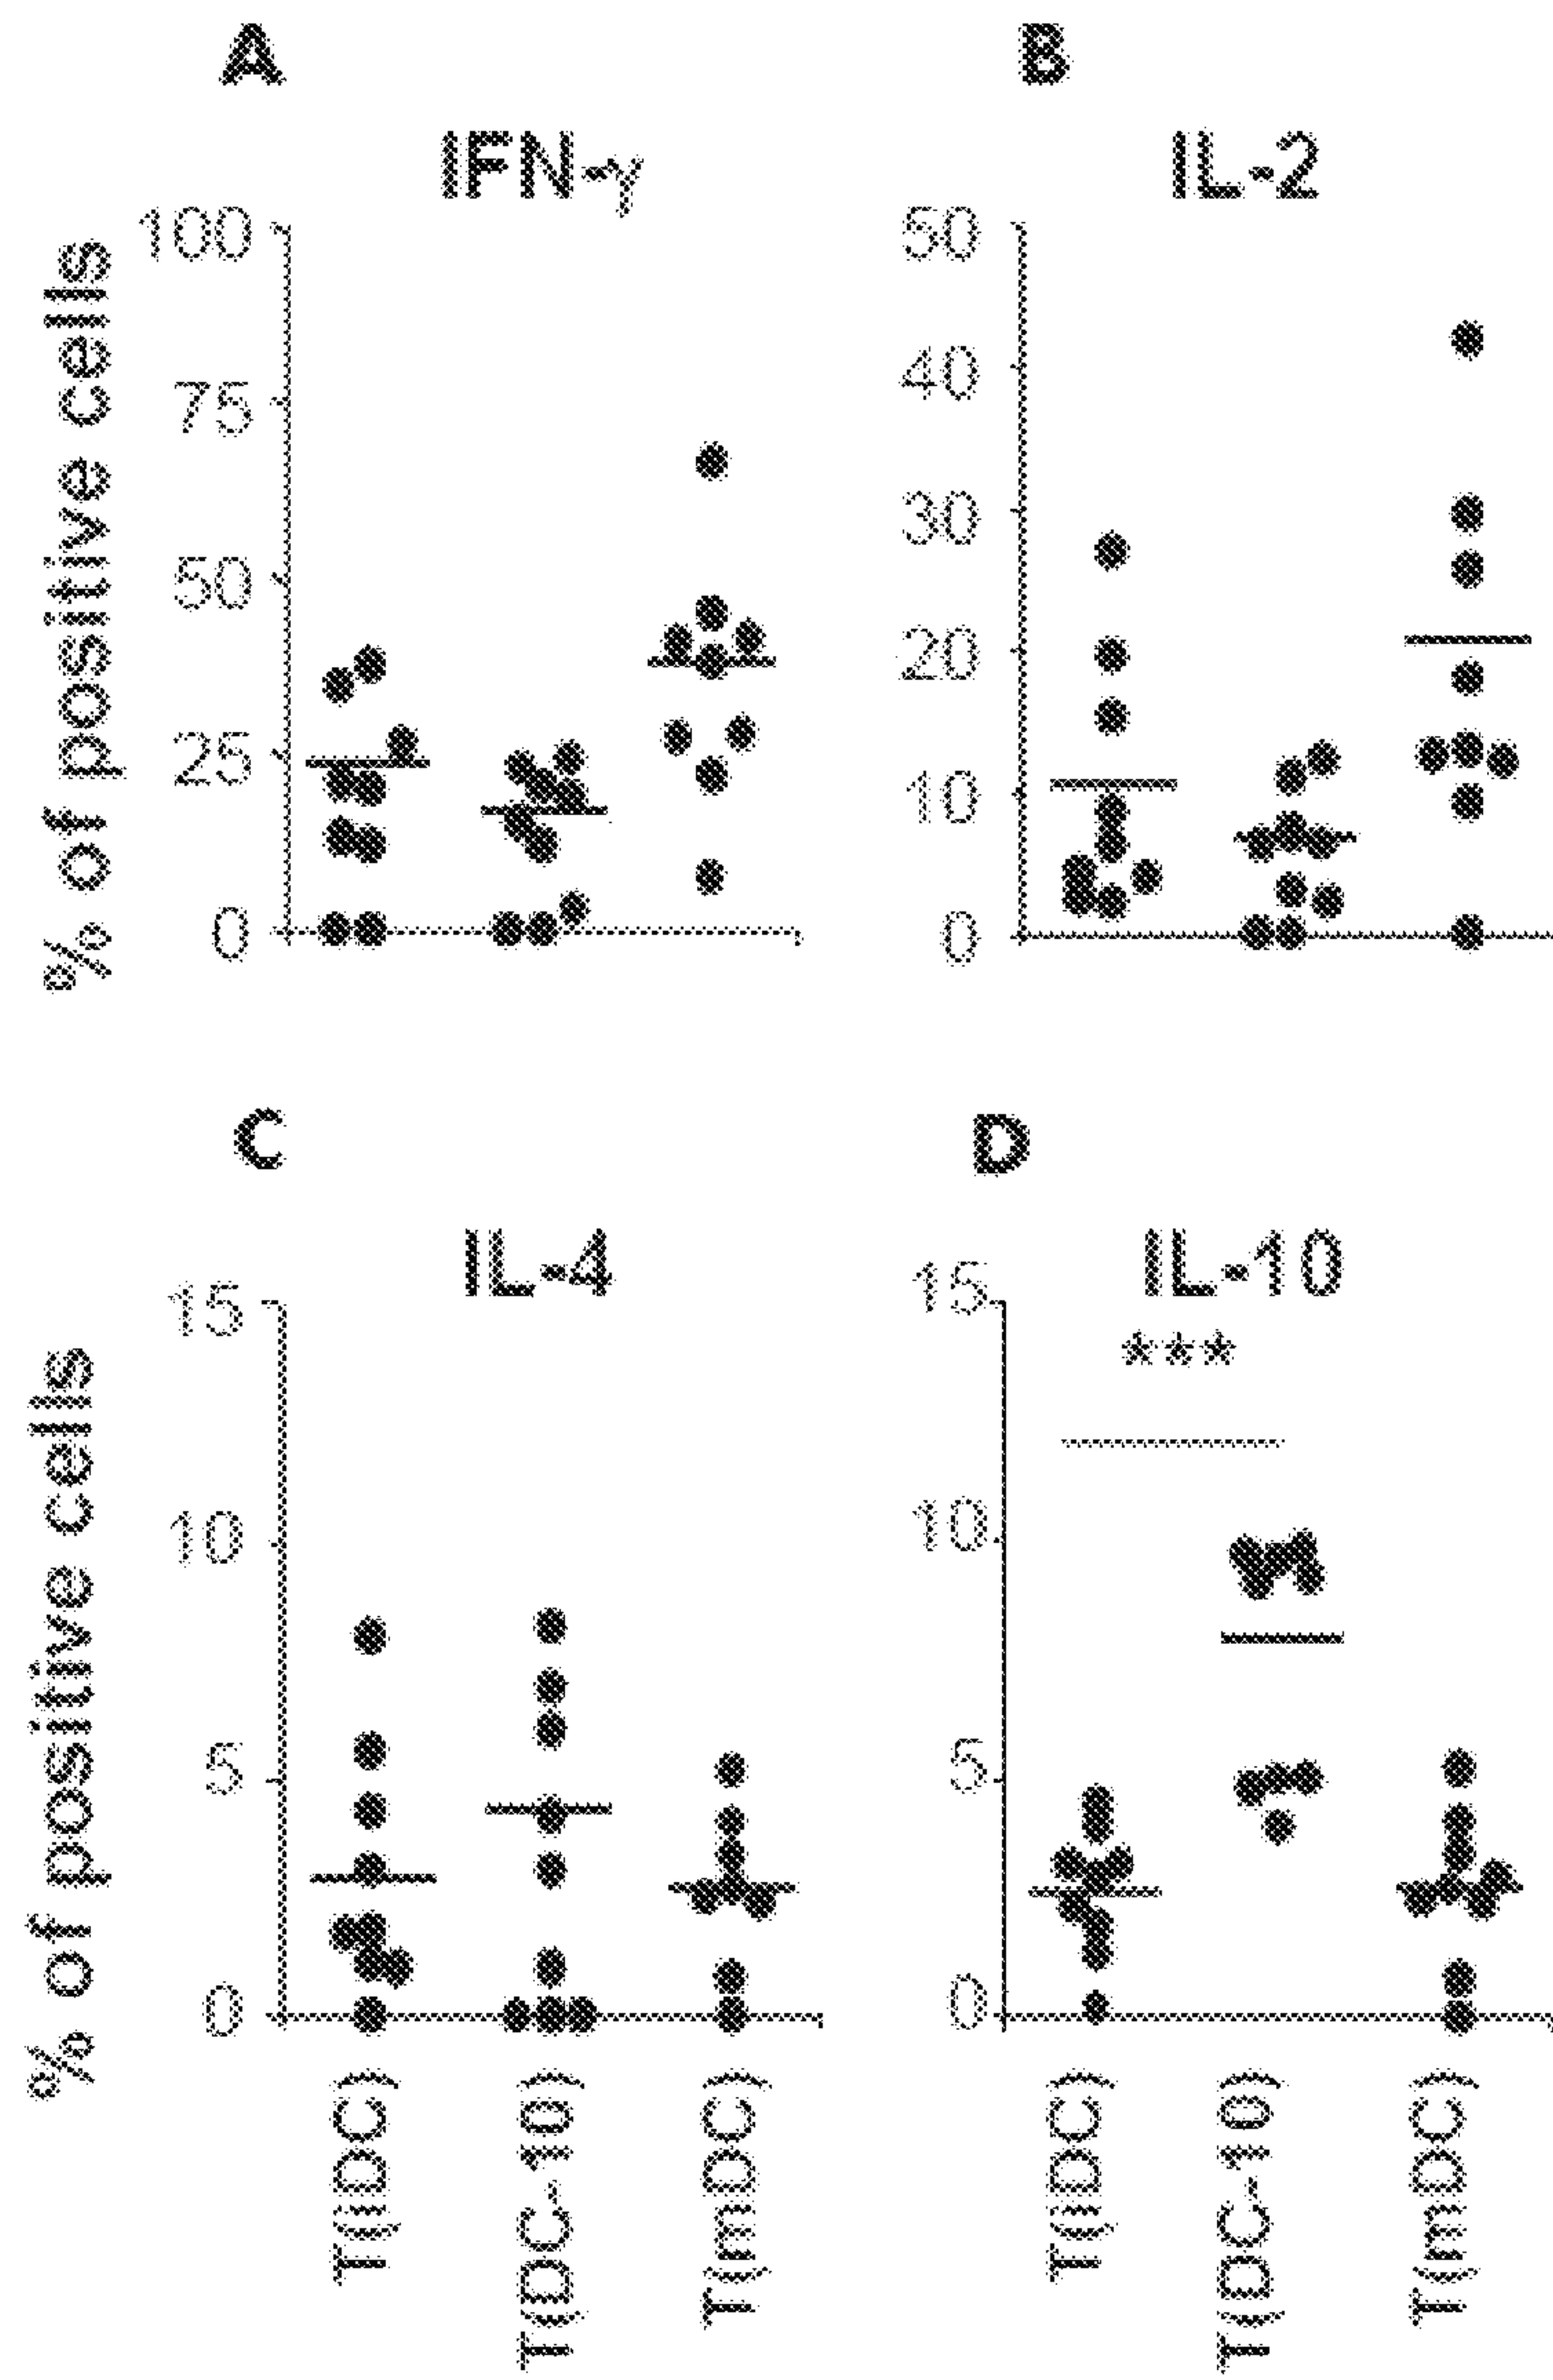 A
B
IFN-γ
IL-2
% of positive cells
100
75
50
25
0
50
40
30
20
10
0
C
D
IL-4
IL-10
% of positive cells
15
10
5
0
15
***
10
5
0
T(iDC)
T(DC-10)
T(mDC)
T(iDC)
T(DC-10)
T(mDC)